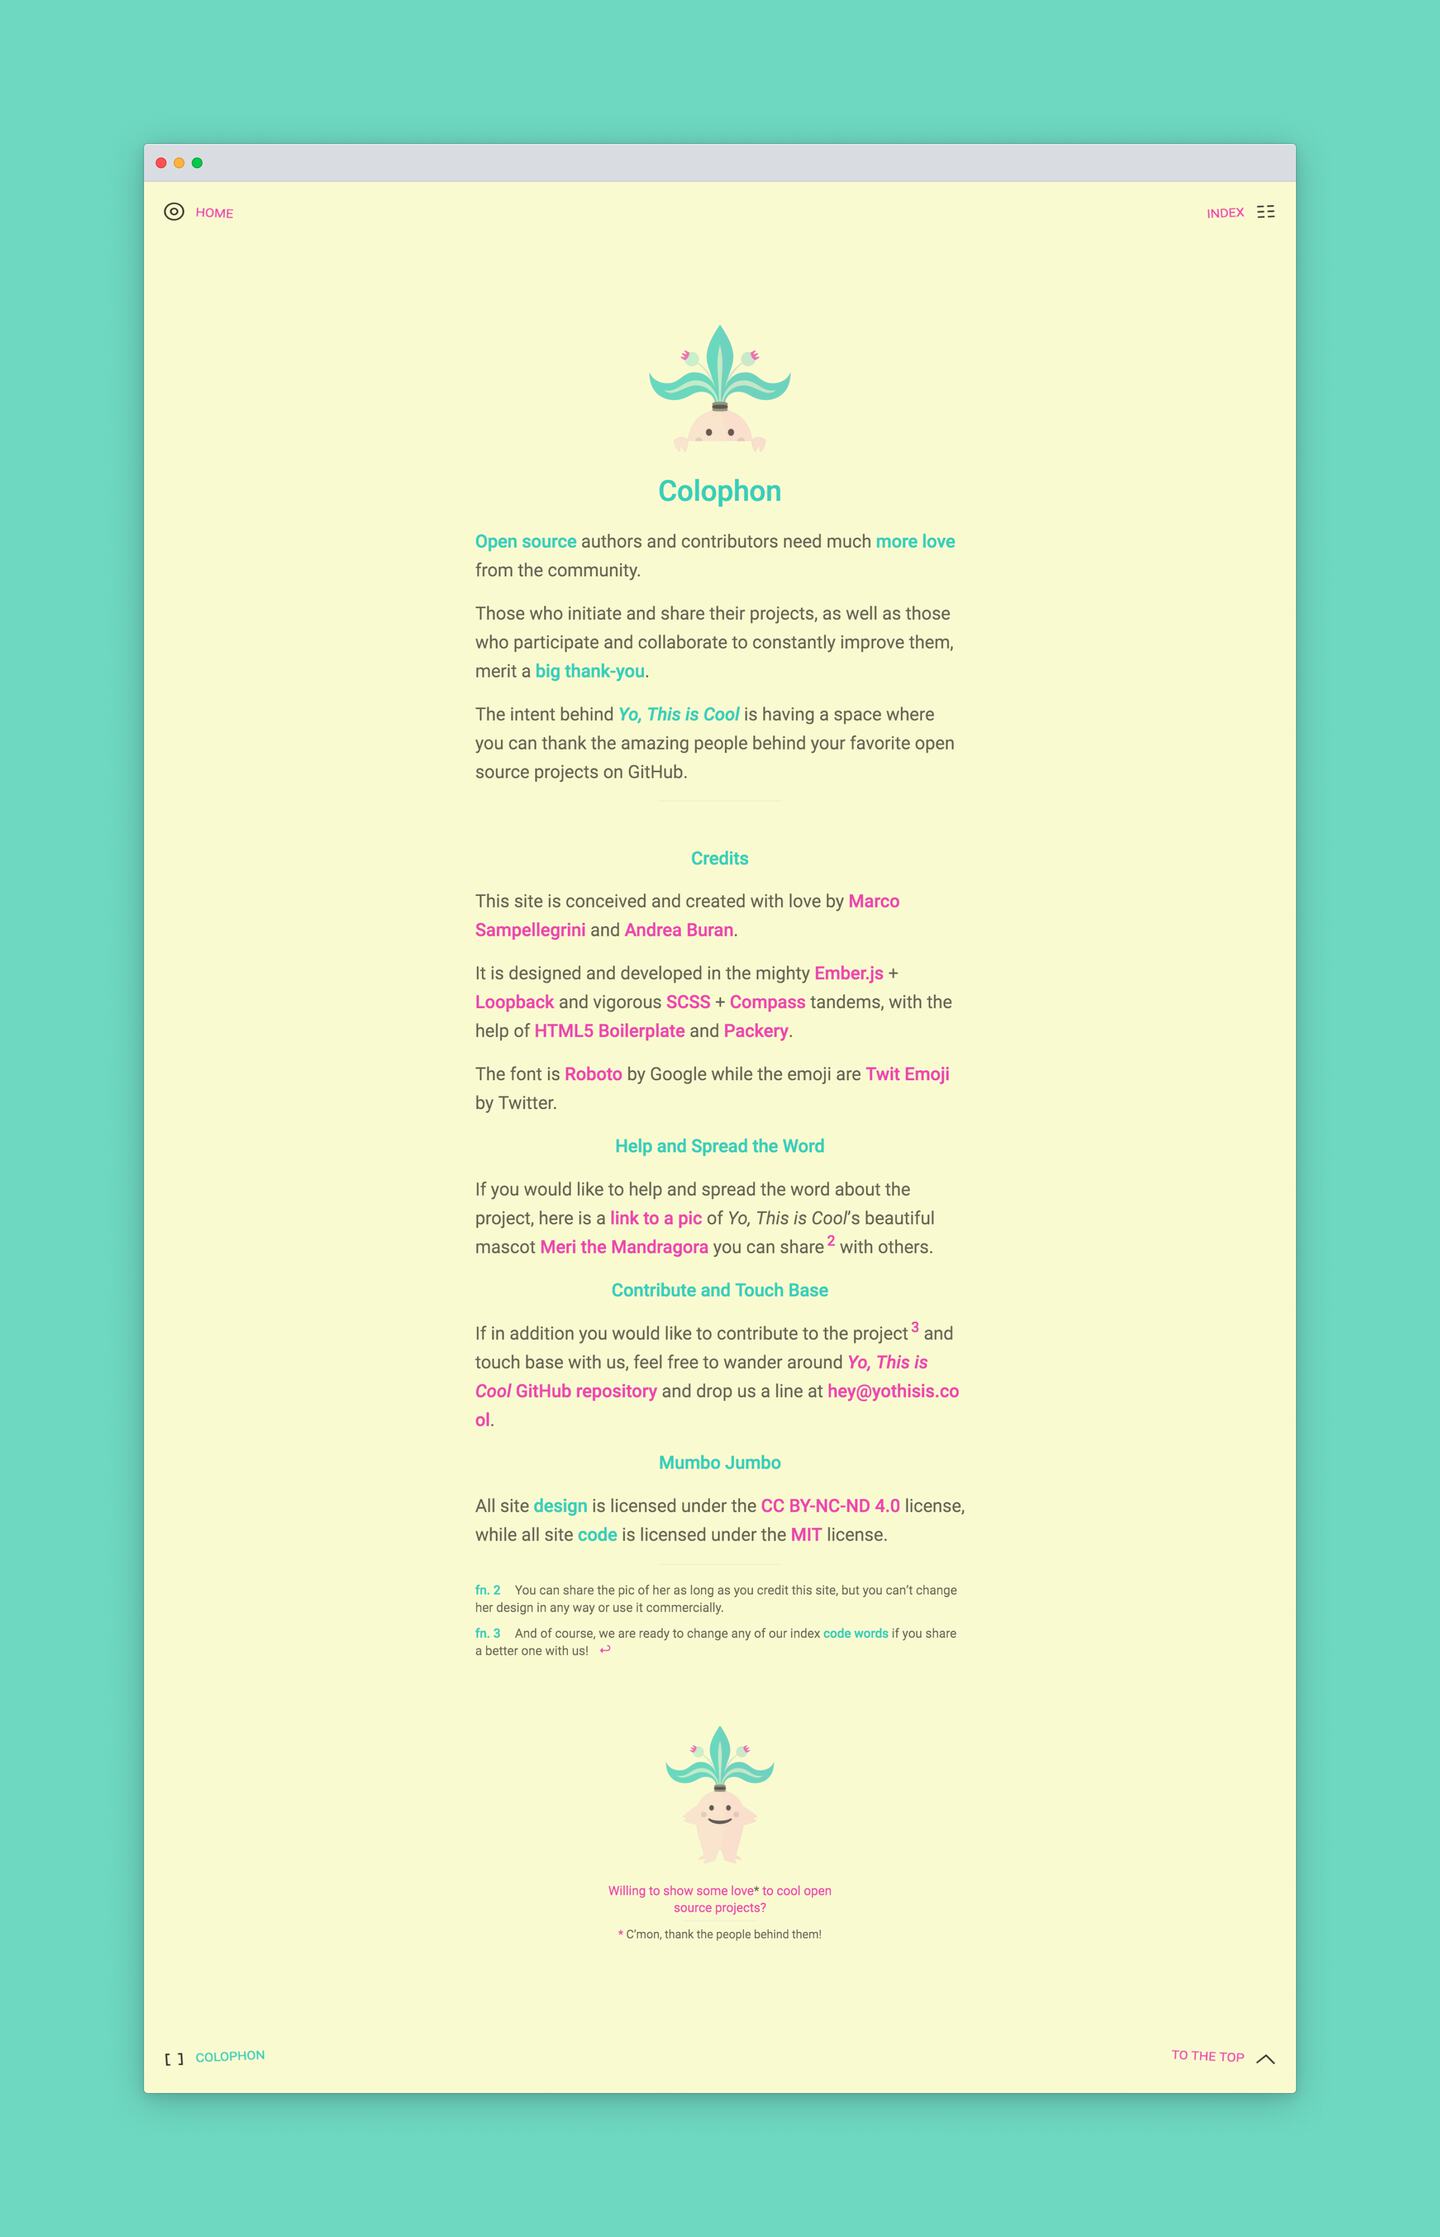 HOME
INDEX
Colophon
Open source authors and contributors need much more love
from the community.
Those who initiate and share their projects, as well as those
who participate and collaborate to constantly improve them,
merit a big thank-you.
The intent behind Yo, This is Cool is having a space where
you can thank the amazing people behind your favorite open
source projects on GitHub.
Credits
This site is conceived and created with love by Marco
Sampellegrini and Andrea Buran.
It is designed and developed in the mighty Ember.js +
Loopback and vigorous SCSS + Compass tandems, with the
help of HTML5 Boilerplate and Packery.
The font is Roboto by Google while the emoji are Twit Emoji
by Twitter.
Help and Spread the Word
If you would like to help and spread the word about the
project, here is a link to a pic of Yo, This is Cool's beautiful
mascot Meri the Mandragora you can share 2 with others.
Contribute and Touch Base
If in addition you would like to contribute to the project 3 and
touch base with us, feel free to wander around Yo, This is
Cool GitHub repository and drop us a line at hey@yothisis.co
ol.
Mumbo Jumbo
All site design is licensed under the CC BY-NC-ND 4.0 license,
while all site code is licensed under the MIT license.
fn. 2 You can share the pic of her as long as you credit this site, but you can’t change
her design in any way or use it commercially.
fn. 3 And of course, we are ready to change any of our index code words if you share
a better one with us! ↩
Willing to show some love* to cool open
source projects?
* C'mon, thank the people behind them!
[ ] COLOPHON
TO THE TOP